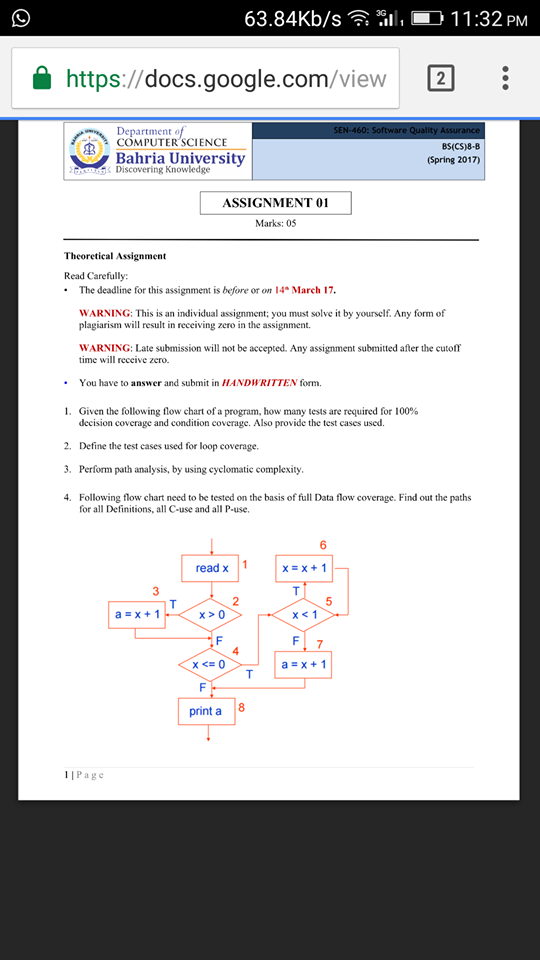 63.84Kb/s 3G 11:32 PM
https://docs.google.com/view 2
Department of
COMPUTER SCIENCE
Bahria University
Discovering Knowledge
SEN-460: Software Quality Assurance
BS(CS)8-B
(Spring 2017)
ASSIGNMENT 01
Marks: 05
Theoretical Assignment
Read Carefully:
• The deadline for this assignment is before or on 14th March 17.
WARNING: This is an individual assignment; you must solve it by yourself. Any form of
plagiarism will result in receiving zero in the assignment.
WARNING: Late submission will not be accepted. Any assignment submitted after the cutoff
time will receive zero.
• You have to answer and submit in HANDWRITTEN form.
1. Given the following flow chart of a program, how many tests are required for 100%
decision coverage and condition coverage. Also provide the test cases used.
2. Define the test cases used for loop coverage.
3. Perform path analysis, by using cyclomatic complexity.
4. Following flow chart need to be tested on the basis of full Data flow coverage. Find out the paths
for all Definitions, all C-use and all P-use.
6
read x 1 x = x + 1
T
3 2 5
a = x + 1 T x > 0 x < 1
F F 7
4
x <= 0 T a = x + 1
F
print a 8
1 | Page